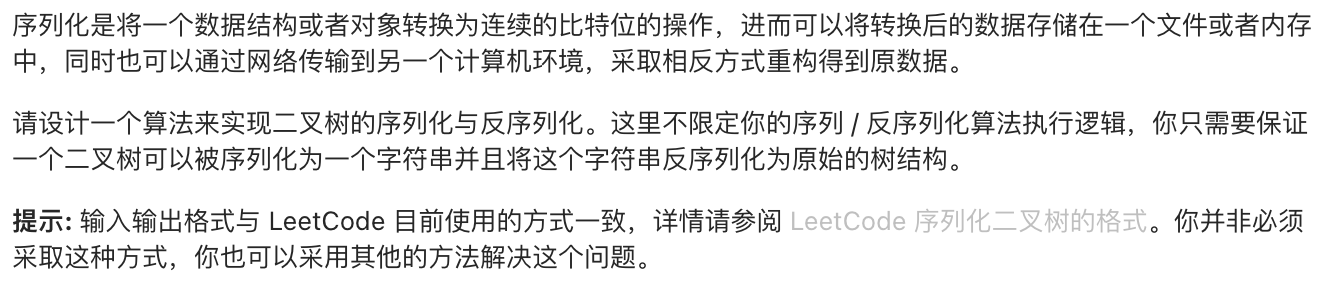 序列化是将一个数据结构或者对象转换为连续的比特位的操作，进而可以将转换后的数据存储在一个文件或者内存
中，同时也可以通过网络传输到另一个计算机环境，采取相反方式重构得到原数据。
请设计一个算法来实现二叉树的序列化与反序列化。这里不限定你的序列 / 反序列化算法执行逻辑，你只需要保证
一个二叉树可以被序列化为一个字符串并且将这个字符串反序列化为原始的树结构。
提示: 输入输出格式与 LeetCode 目前使用的方式一致，详情请参阅 LeetCode 序列化二叉树的格式。你并非必须
采取这种方式，你也可以采用其他的方法解决这个问题。